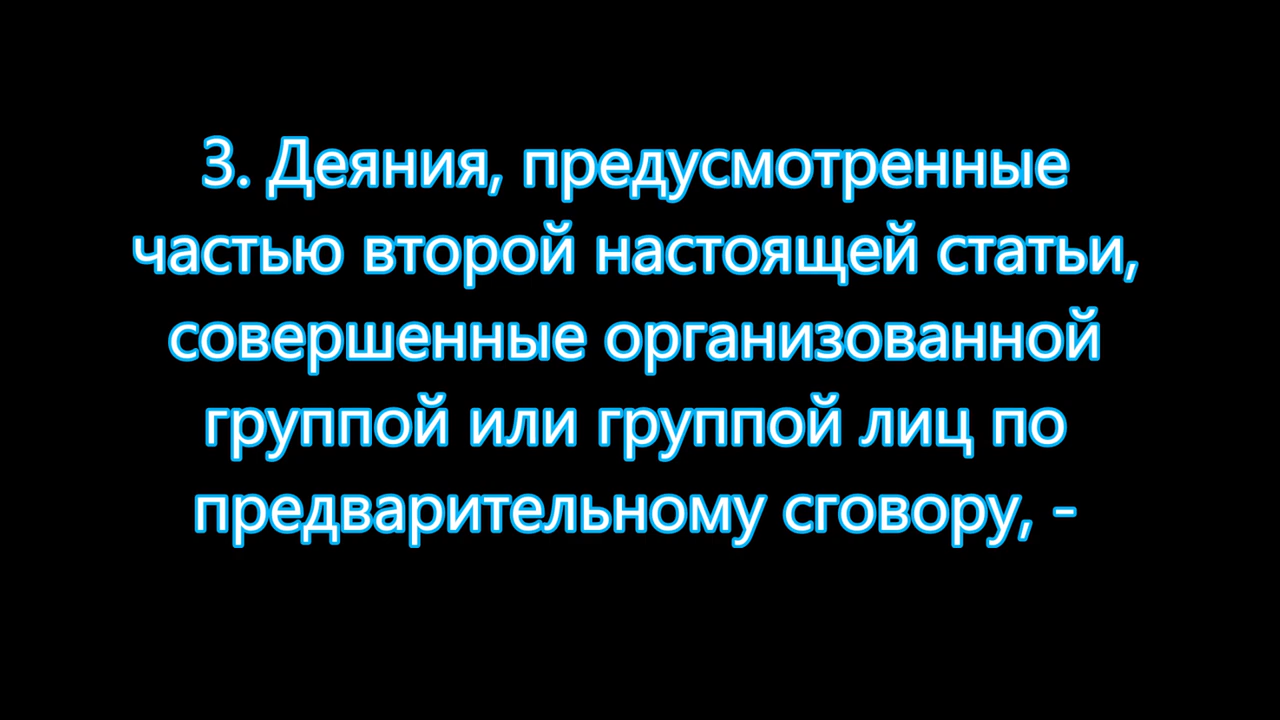 3. Деяния, предусмотренные
частью второй настоящей статьи,
совершенные организованной
группой или группой лиц по
предварительному сговору, -